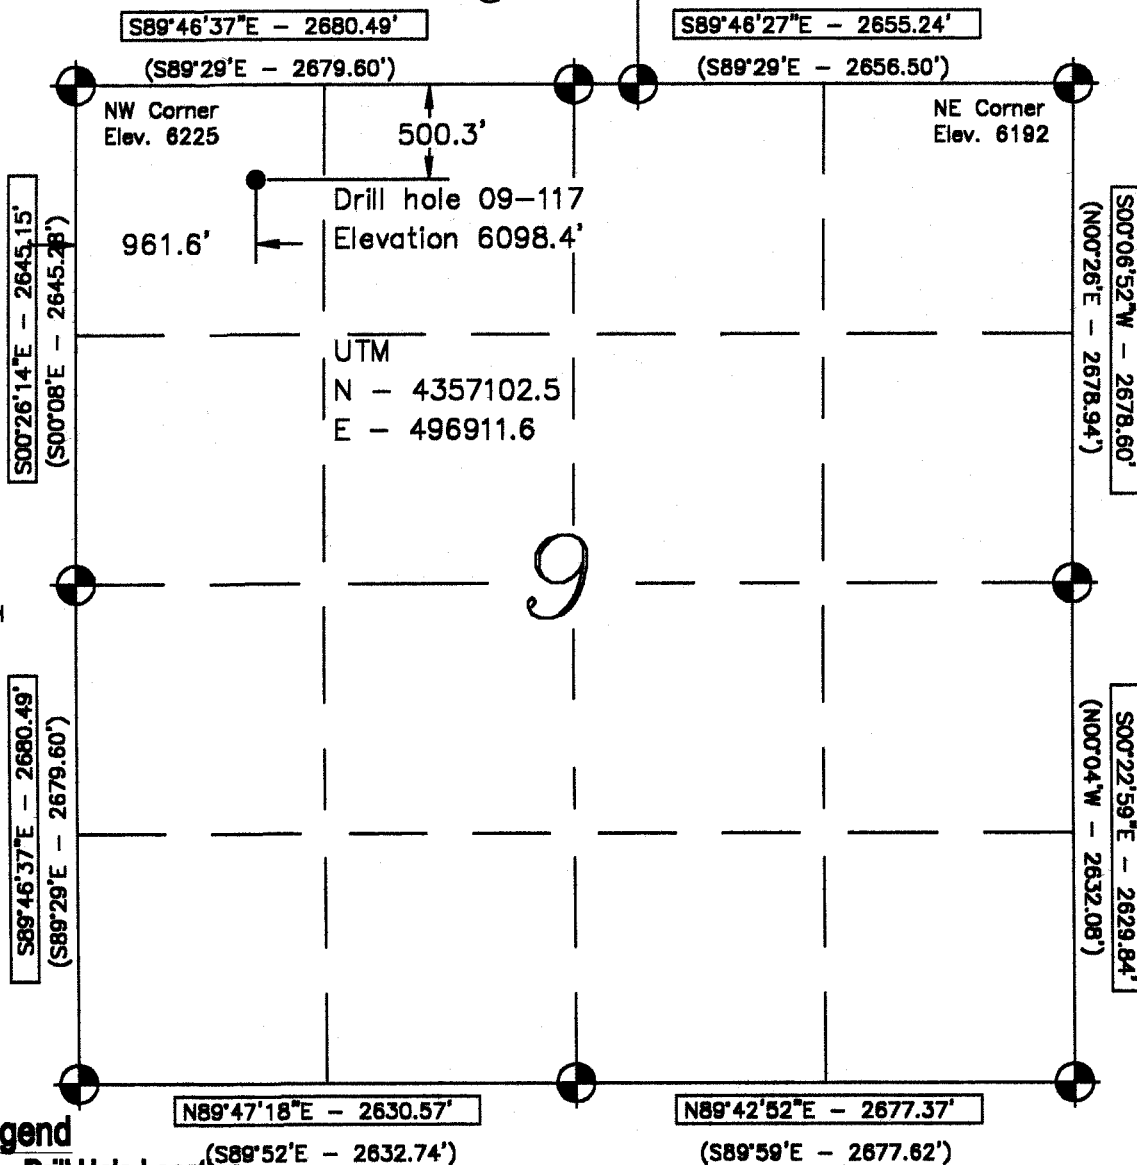 S89°46'37"E – 2680.49'
S89°46'27"E – 2655.24'
(S89°29'E – 2679.60')
(S89°29'E – 2656.50')
NW Corner
Elev. 6225
NE Corner
Elev. 6192
500.3'
Drill hole 09–117
Elevation 6098.4'
961.6'
S00°26'14"E – 2645.15'
(S00°08'E – 2645.28')
S00°06'52"W – 2678.60'
(N00°26'E – 2678.94')
UTM
N – 4357102.5
E – 496911.6
9
S89°46'37"E – 2680.49'
(S89°29'E – 2679.60')
S00°22'59"E – 2629.84'
(N00°04'W – 2632.08')
N89°47'18"E – 2630.57'
N89°42'52"E – 2677.37'
(S89°52'E – 2632.74')
(S89°59'E – 2677.62')
gend